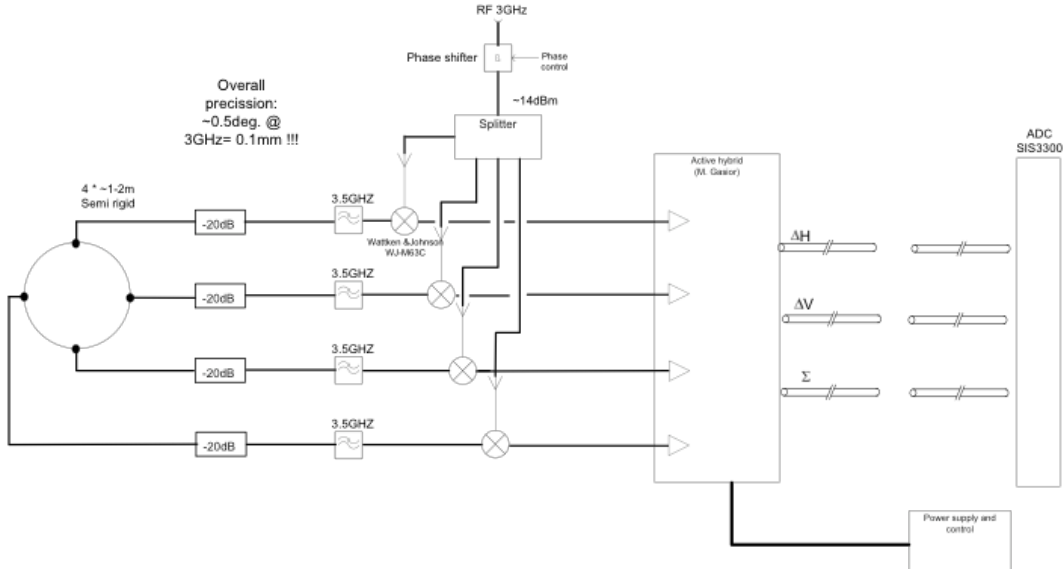 RF 3GHz
Phase shifter
Phase
control
Overall
precission:
~0.5deg. @
3GHz= 0.1mm !!!
~14dBm
Splitter
ADC
SIS3300
Active hybrid
(M. Gasior)
4 * ~1-2m
Semi rigid
3.5GHZ
-20dB
Wattken &Johnson
WJ-M63C
ΔH
3.5GHZ
-20dB
ΔV
3.5GHZ
-20dB
Σ
3.5GHZ
-20dB
Power supply and
control